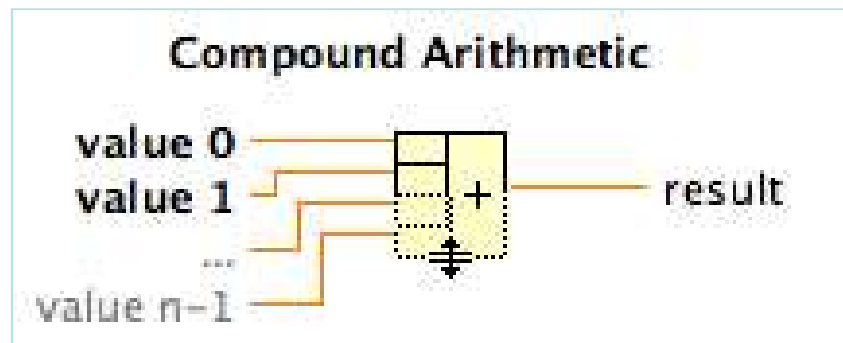 Compound Arithmetic
value 0
value 1
...
value n-1
+
result